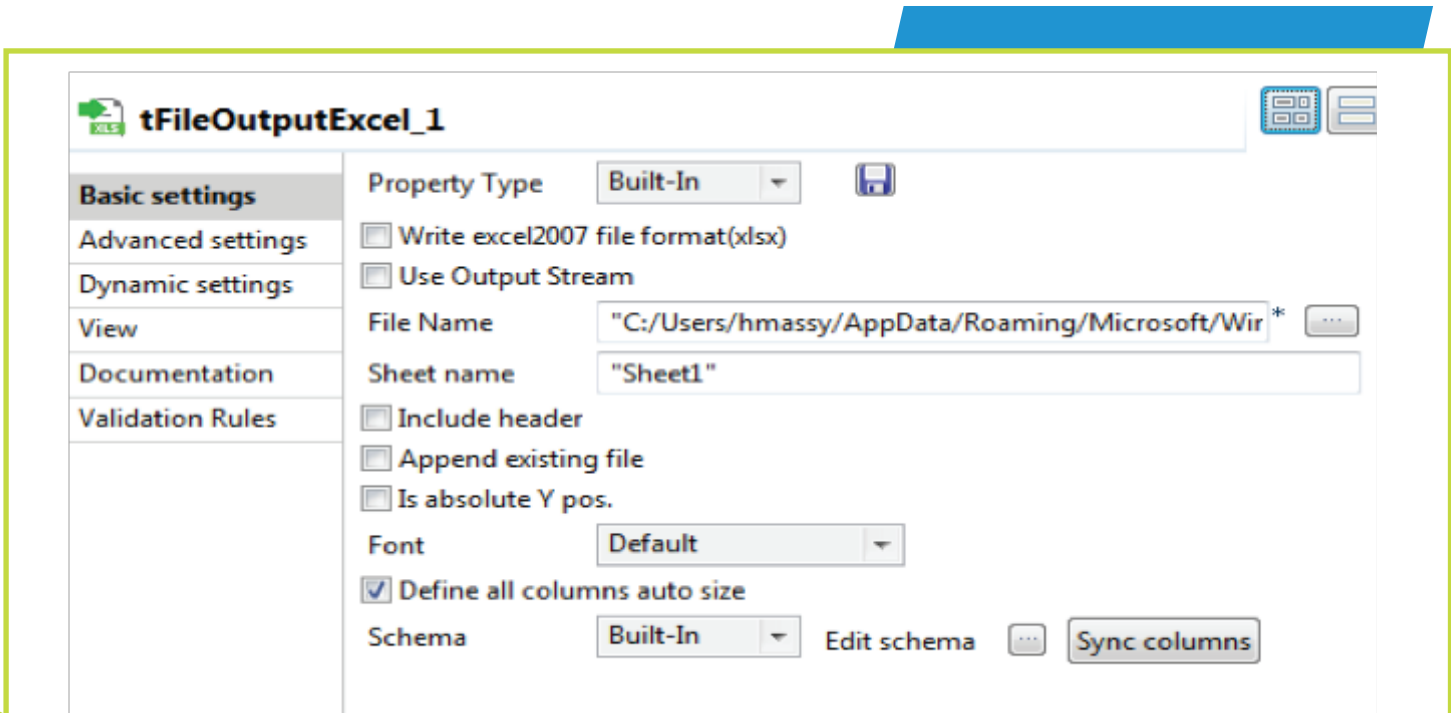 XLS
tFileOutputExcel_1
Basic settings
Advanced settings
Dynamic settings
View
Documentation
Validation Rules
Property Type Built-In
Write excel2007 file format(xlsx)
Use Output Stream
File Name "C:/Users/hmassy/AppData/Roaming/Microsoft/Wir * ...
Sheet name "Sheet1"
Include header
Append existing file
Is absolute Y pos.
Font Default
Define all columns auto size
Schema Built-In Edit schema ... Sync columns